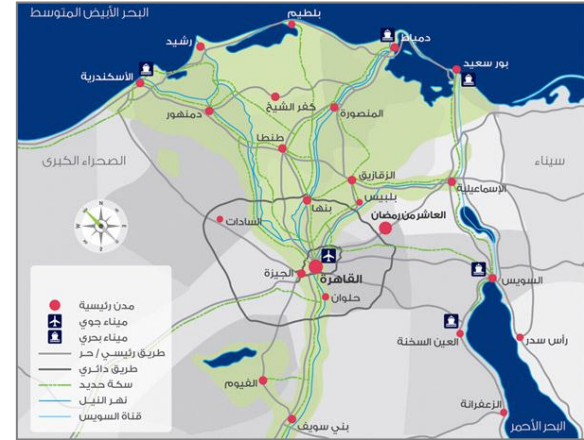 البحر الأبيض المتوسط
بلطيم
دمياط
رشيد
بور سعيد
الأسكندرية
كفر الشيخ
المنصورة
دمنهور
طنطا
الصحراء الكبرى
سيناء
الزقازيق
الإسماعيلية
بلبيس
بنها
العاشر من رمضان
السادات
القاهرة
الجيزة
السويس
حلوان
العين السخنة
رأس سدر
الفيوم
الزعفرانة
بني سويف
البحر الأحمر
مدن رئيسية
ميناء جوي
ميناء بحري
طريق رئيسي / حر
طريق دائري
سكة حديد
نهر النيل
قناة السويس